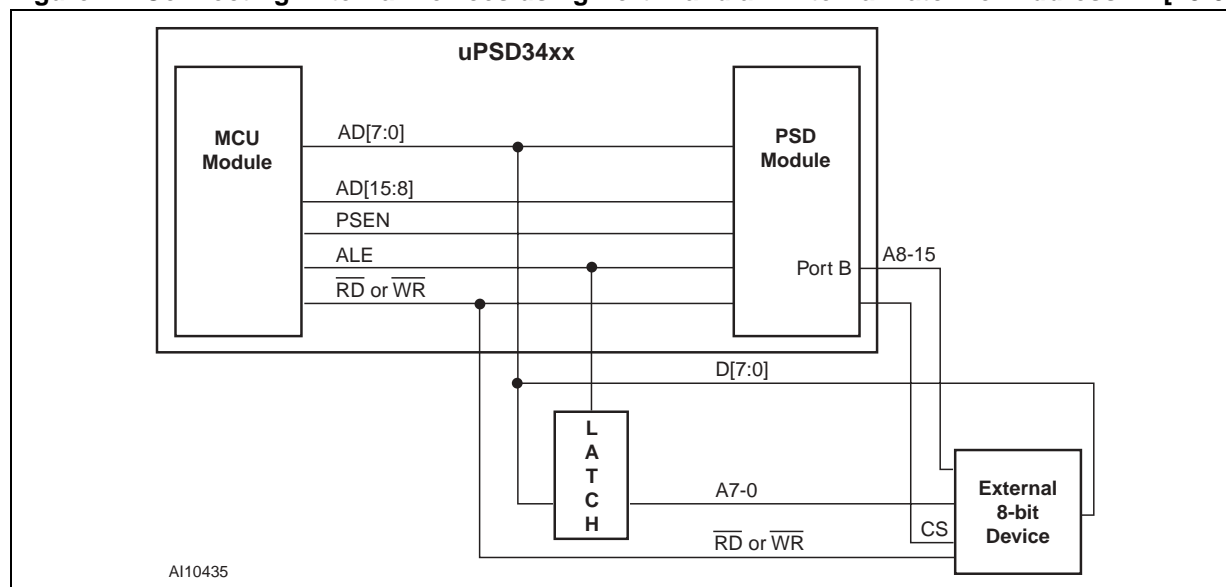 uPSD34xx
MCU
Module
PSD
Module
AD[7:0]
AD[15:8]
PSEN
ALE
RD or WR
Port B
A8-15
D[7:0]
L
A
T
C
H
A7-0
CS
RD or WR
External
8-bit
Device
AI10435